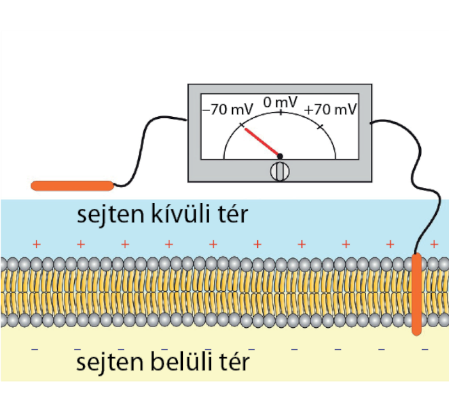 –70 mV 0 mV +70 mV
sejten kívüli tér
+ + + + + + + + + +
– – – – – – – – – –
sejten belüli tér